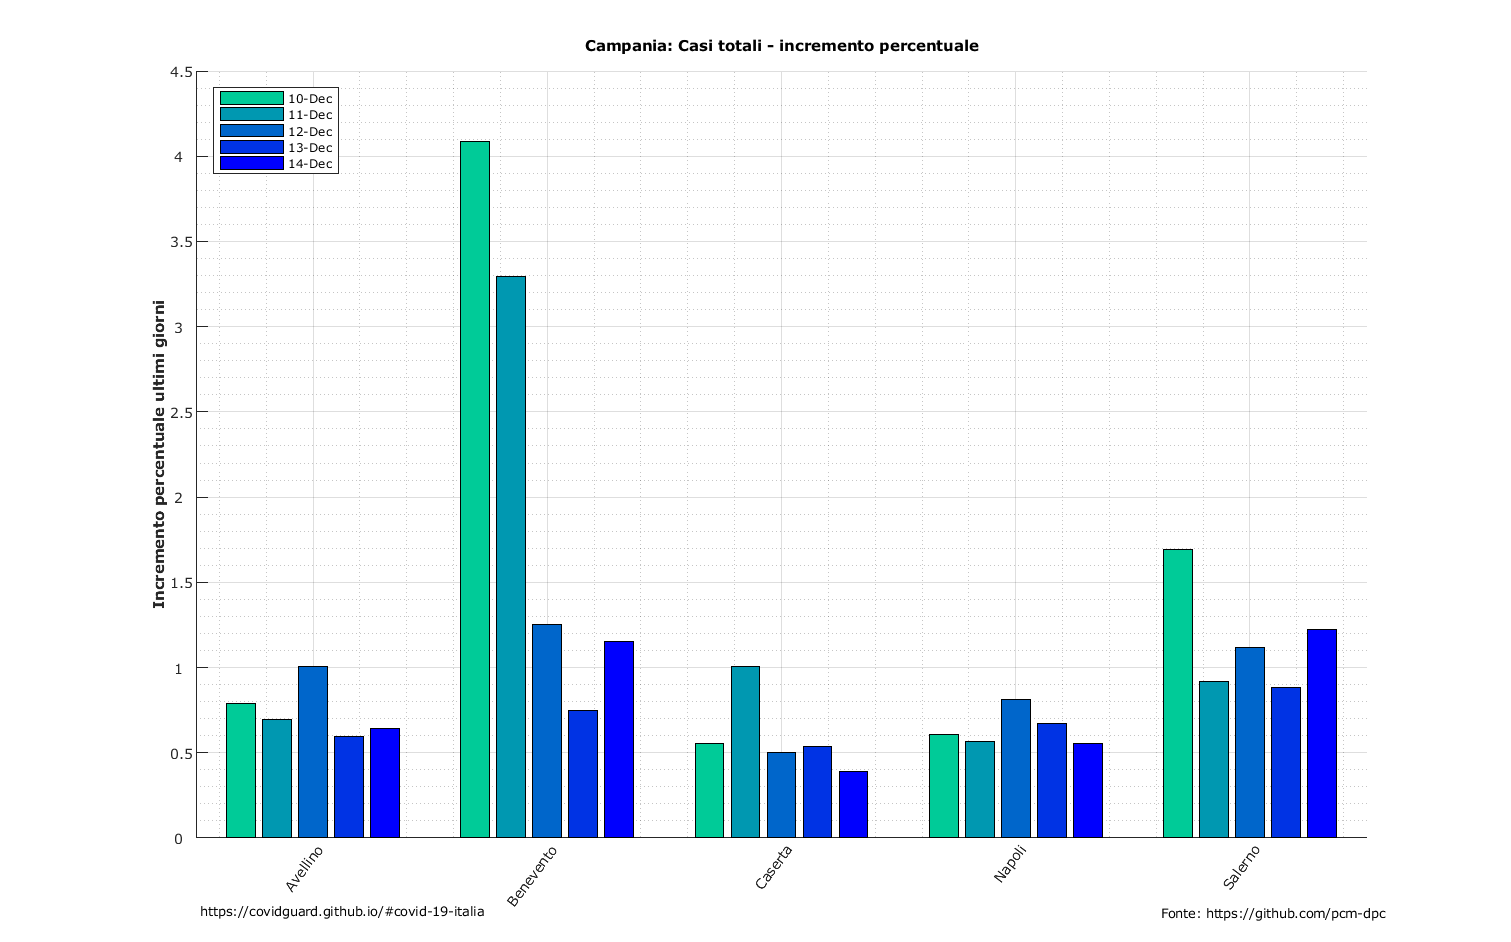 Campania: Casi totali - incremento percentuale
4.5
4
3.5
3
2.5
2
1.5
1
0.5
0
Incremento percentuale ultimi giorni
10-Dec
11-Dec
12-Dec
13-Dec
14-Dec
Avellino
Benevento
Caserta
Napoli
Salerno
https://covidguard.github.io/#covid-19-italia
Fonte: https://github.com/pcm-dpc